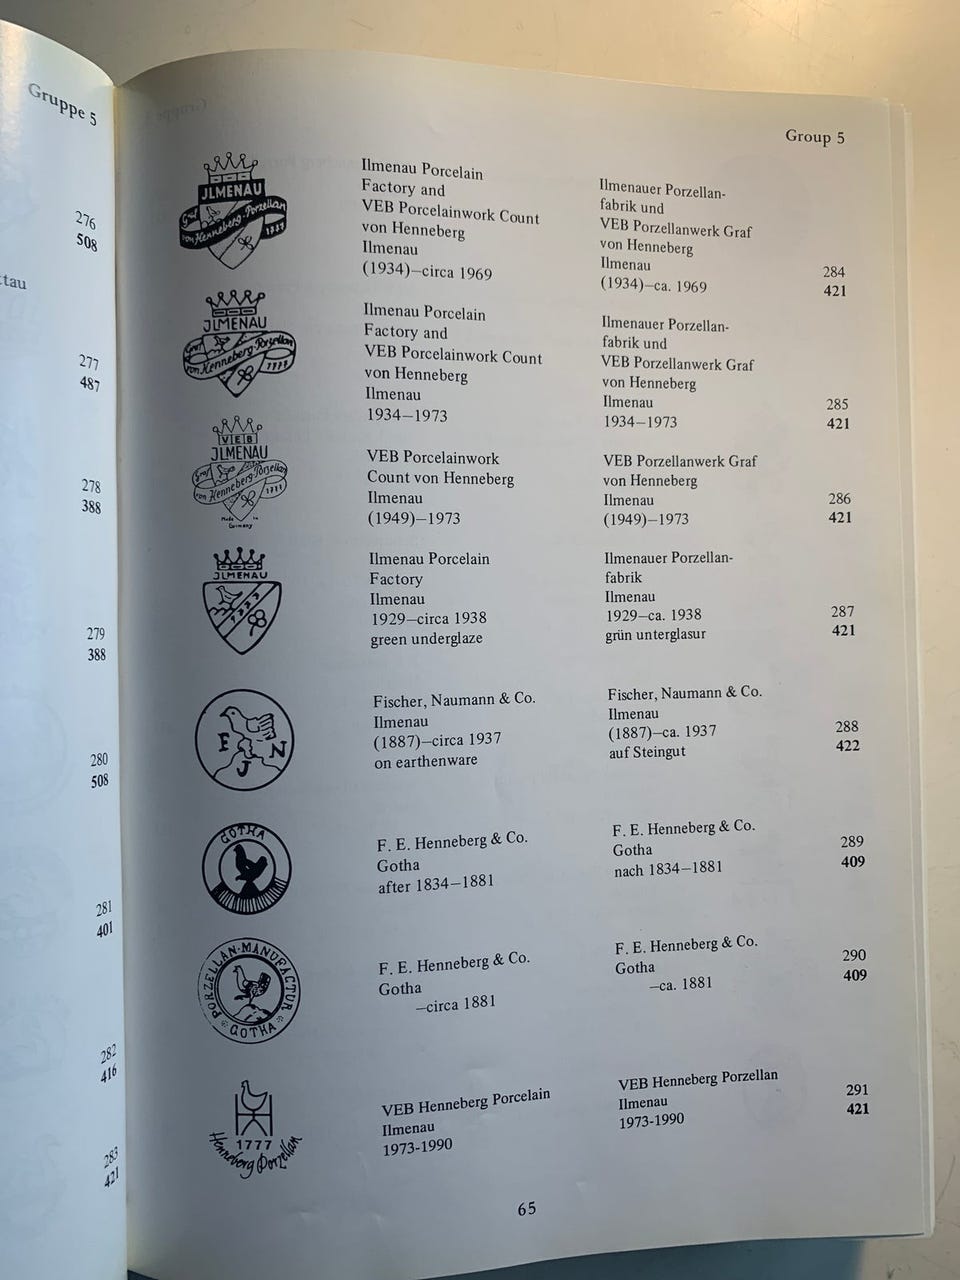 Gruppe 5
276
508
ttau
277
487
278
388
279
388
280
508
281
401
282
416
283
421
Group 5
JLMENAU
Graf
von Henneberg-Porzellan
1777
Ilmenau Porcelain
Factory and
VEB Porcelainwork Count
von Henneberg
Ilmenau
(1934)—circa 1969
Ilmenauer Porzellan-
fabrik und
VEB Porzellanwerk Graf
von Henneberg
Ilmenau
(1934)—ca. 1969
284
421
JLMENAU
Graf
von Henneberg-Porzellan
1777
Ilmenau Porcelain
Factory and
VEB Porcelainwork Count
von Henneberg
Ilmenau
1934—1973
Ilmenauer Porzellan-
fabrik und
VEB Porzellanwerk Graf
von Henneberg
Ilmenau
1934—1973
285
421
VEB
JLMENAU
Graf
von Henneberg-Porzellan
1777
Made in
Germany
VEB Porcelainwork
Count von Henneberg
Ilmenau
(1949)—1973
VEB Porzellanwerk Graf
von Henneberg
Ilmenau
(1949)—1973
286
421
JLMENAU
Ilmenau Porcelain
Factory
Ilmenau
1929—circa 1938
green underglaze
Ilmenauer Porzellan-
fabrik
Ilmenau
1929—ca. 1938
grün unterglasur
287
421
F N
J
Fischer, Naumann & Co.
Ilmenau
(1887)—circa 1937
on earthenware
Fischer, Naumann & Co.
Ilmenau
(1887)—ca. 1937
auf Steingut
288
422
GOTHA
F. E. Henneberg & Co.
Gotha
after 1834—1881
F. E. Henneberg & Co.
Gotha
nach 1834—1881
289
409
PORZELLAN-MANUFACTUR
GOTHA
F. E. Henneberg & Co.
Gotha
—circa 1881
F. E. Henneberg & Co.
Gotha
—ca. 1881
290
409
1777
Henneberg Porzellan
VEB Henneberg Porcelain
Ilmenau
1973-1990
VEB Henneberg Porzellan
Ilmenau
1973-1990
291
421
65